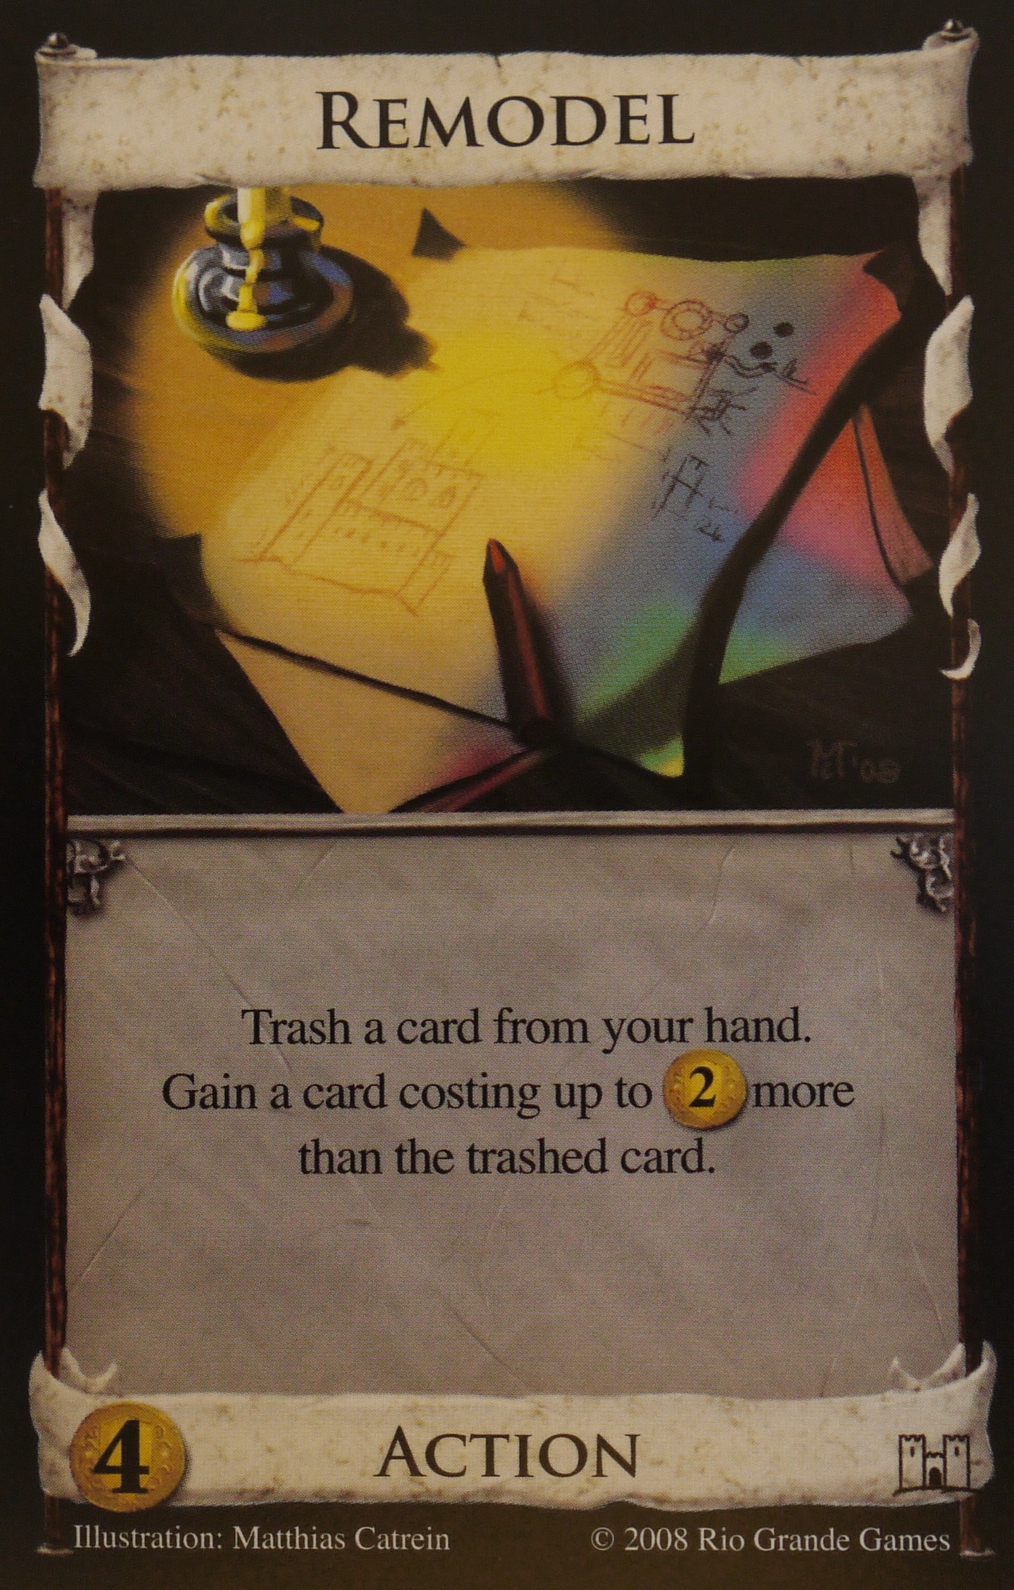 REMODEL
Trash a card from your hand.
Gain a card costing up to 2 more
than the trashed card.
4
ACTION
Illustration: Matthias Catrein
© 2008 Rio Grande Games